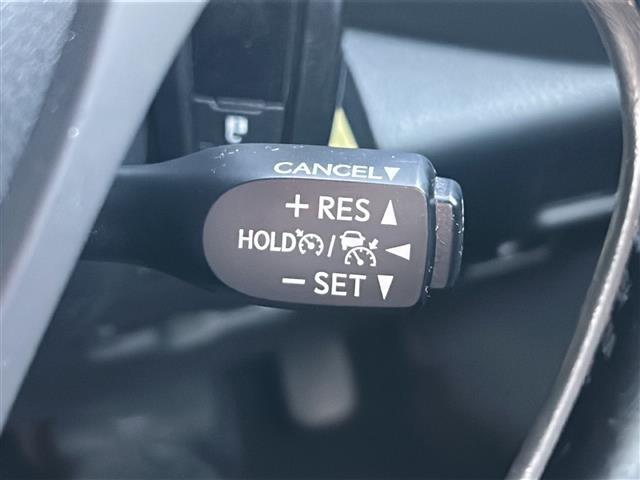 CANCEL▼
+ RES ▲
HOLD / ◀
− SET ▼